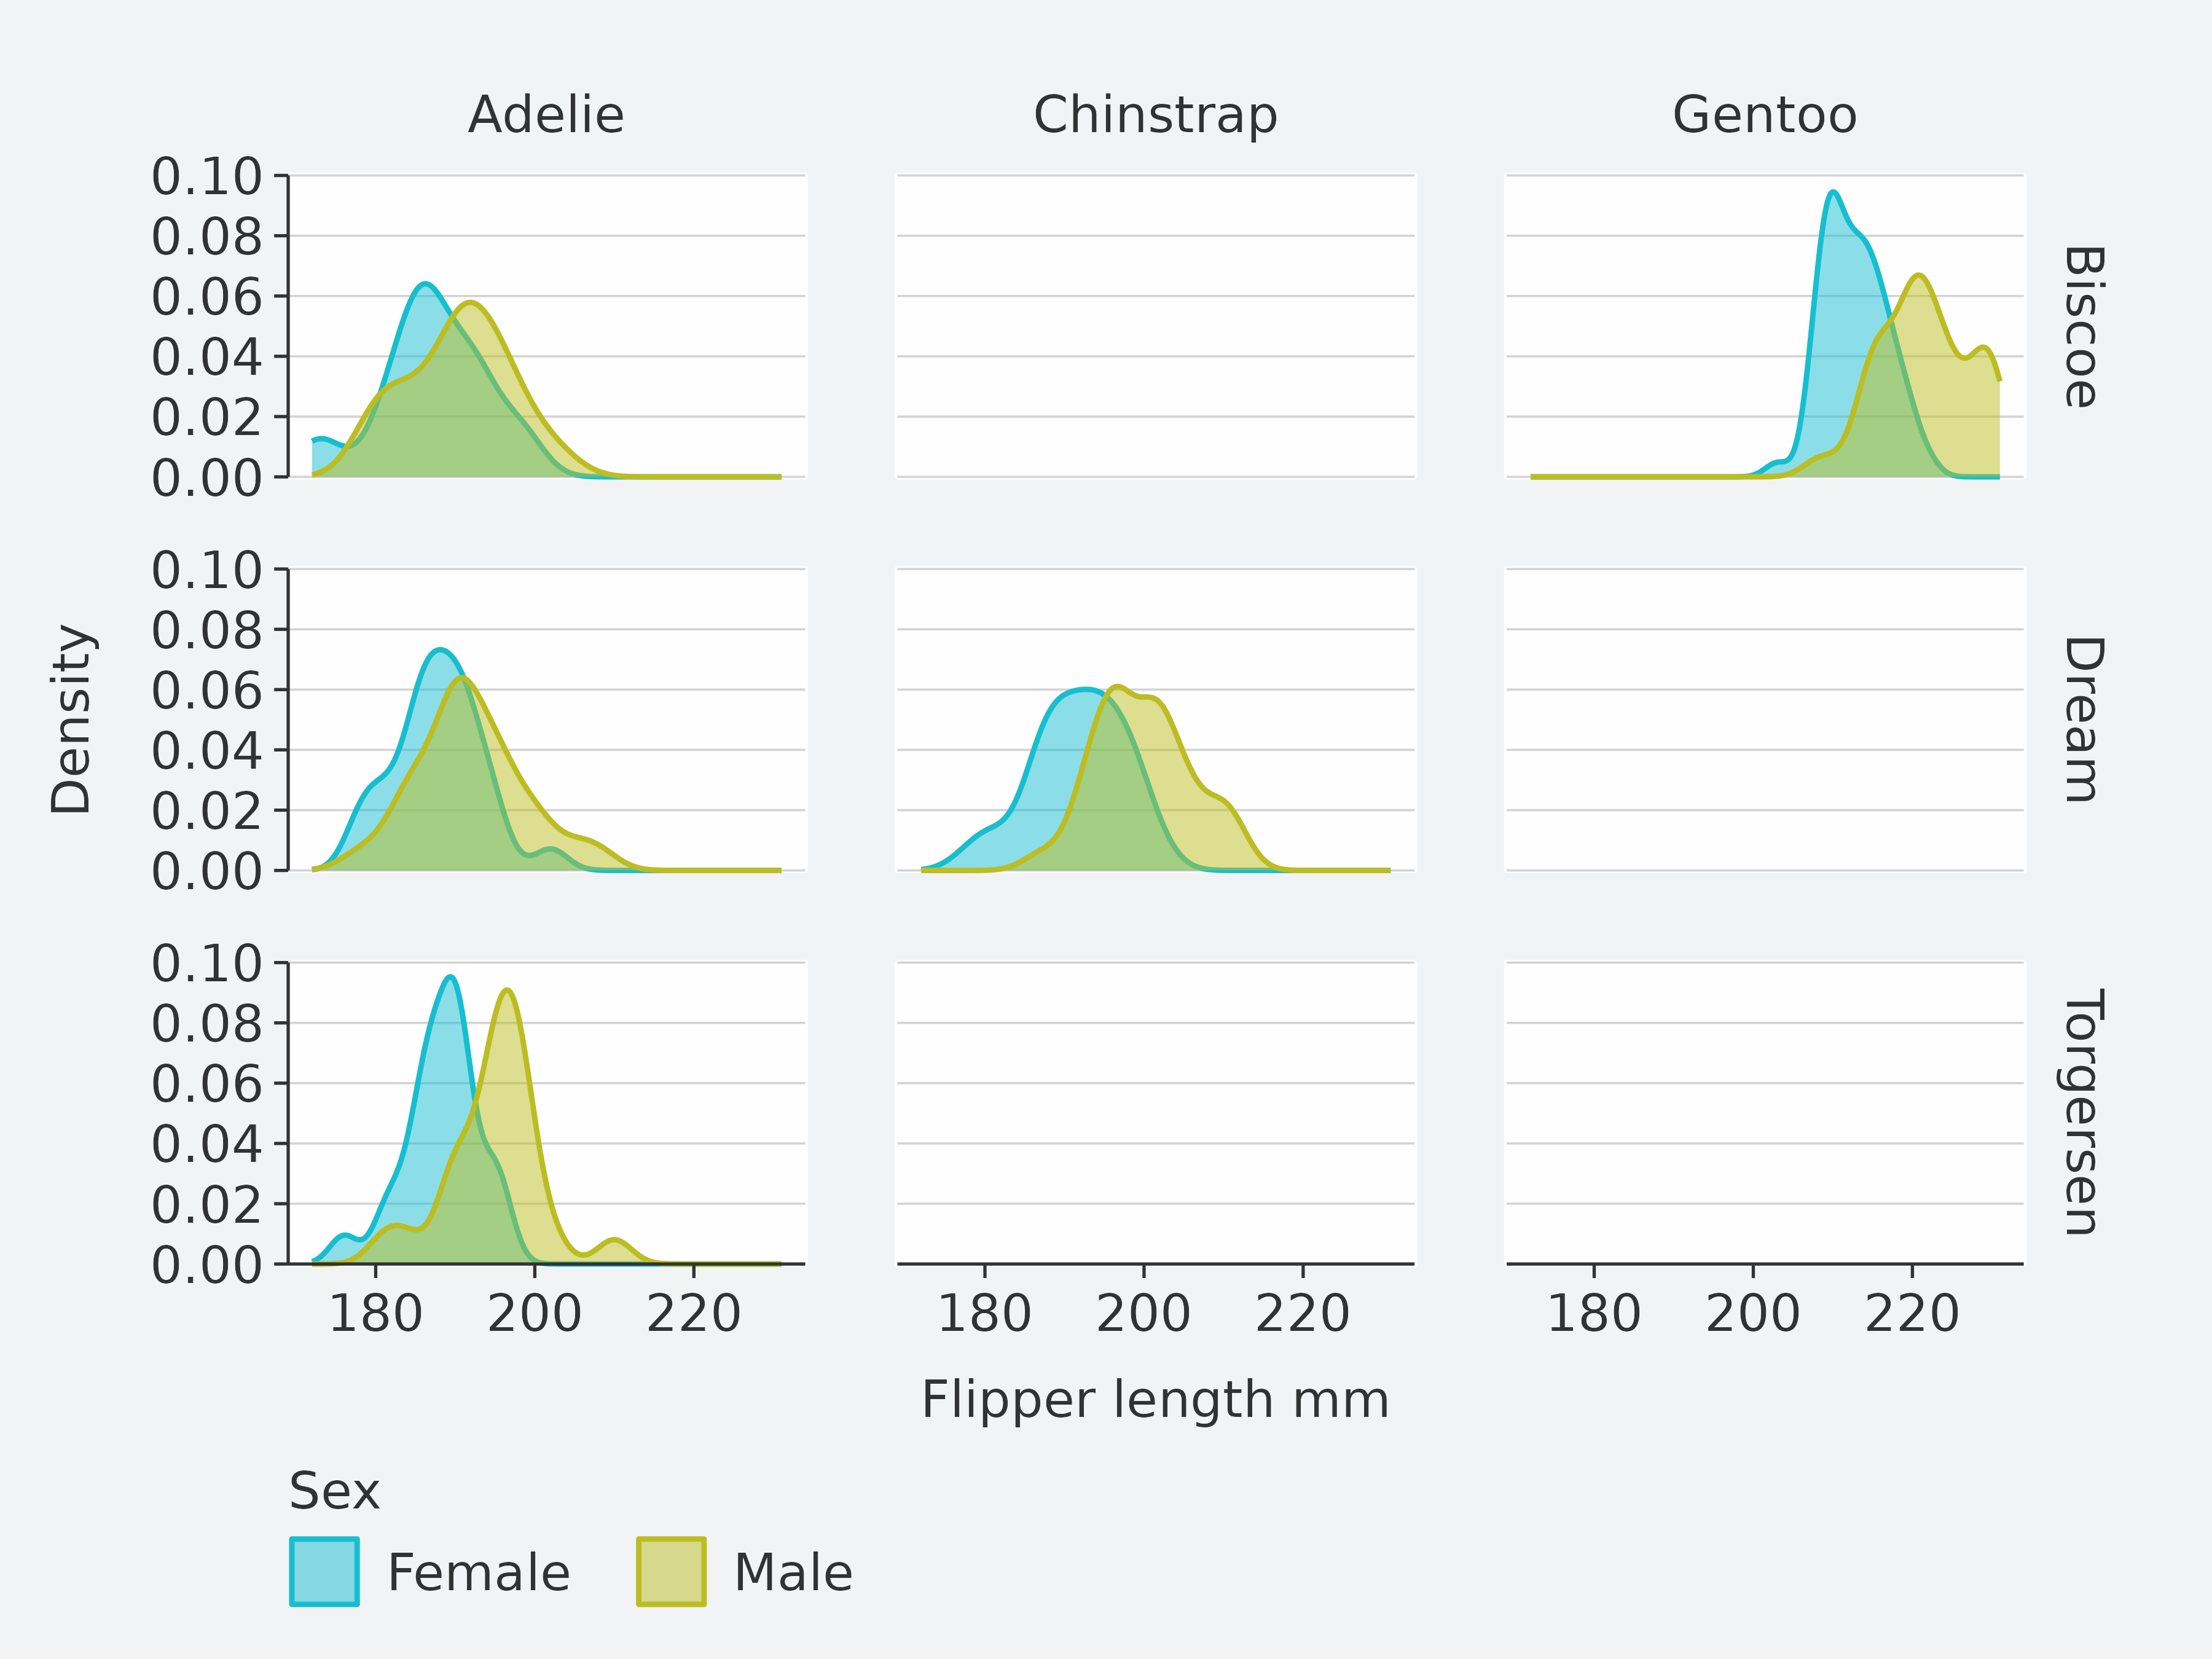 Adelie Chinstrap Gentoo
0.10
0.08
0.06
0.04
0.02
0.00
Biscoe
Density
0.10
0.08
0.06
0.04
0.02
0.00
Dream
0.10
0.08
0.06
0.04
0.02
0.00
Torgersen
180 200 220 180 200 220 180 200 220
Flipper length mm
Sex
Female Male